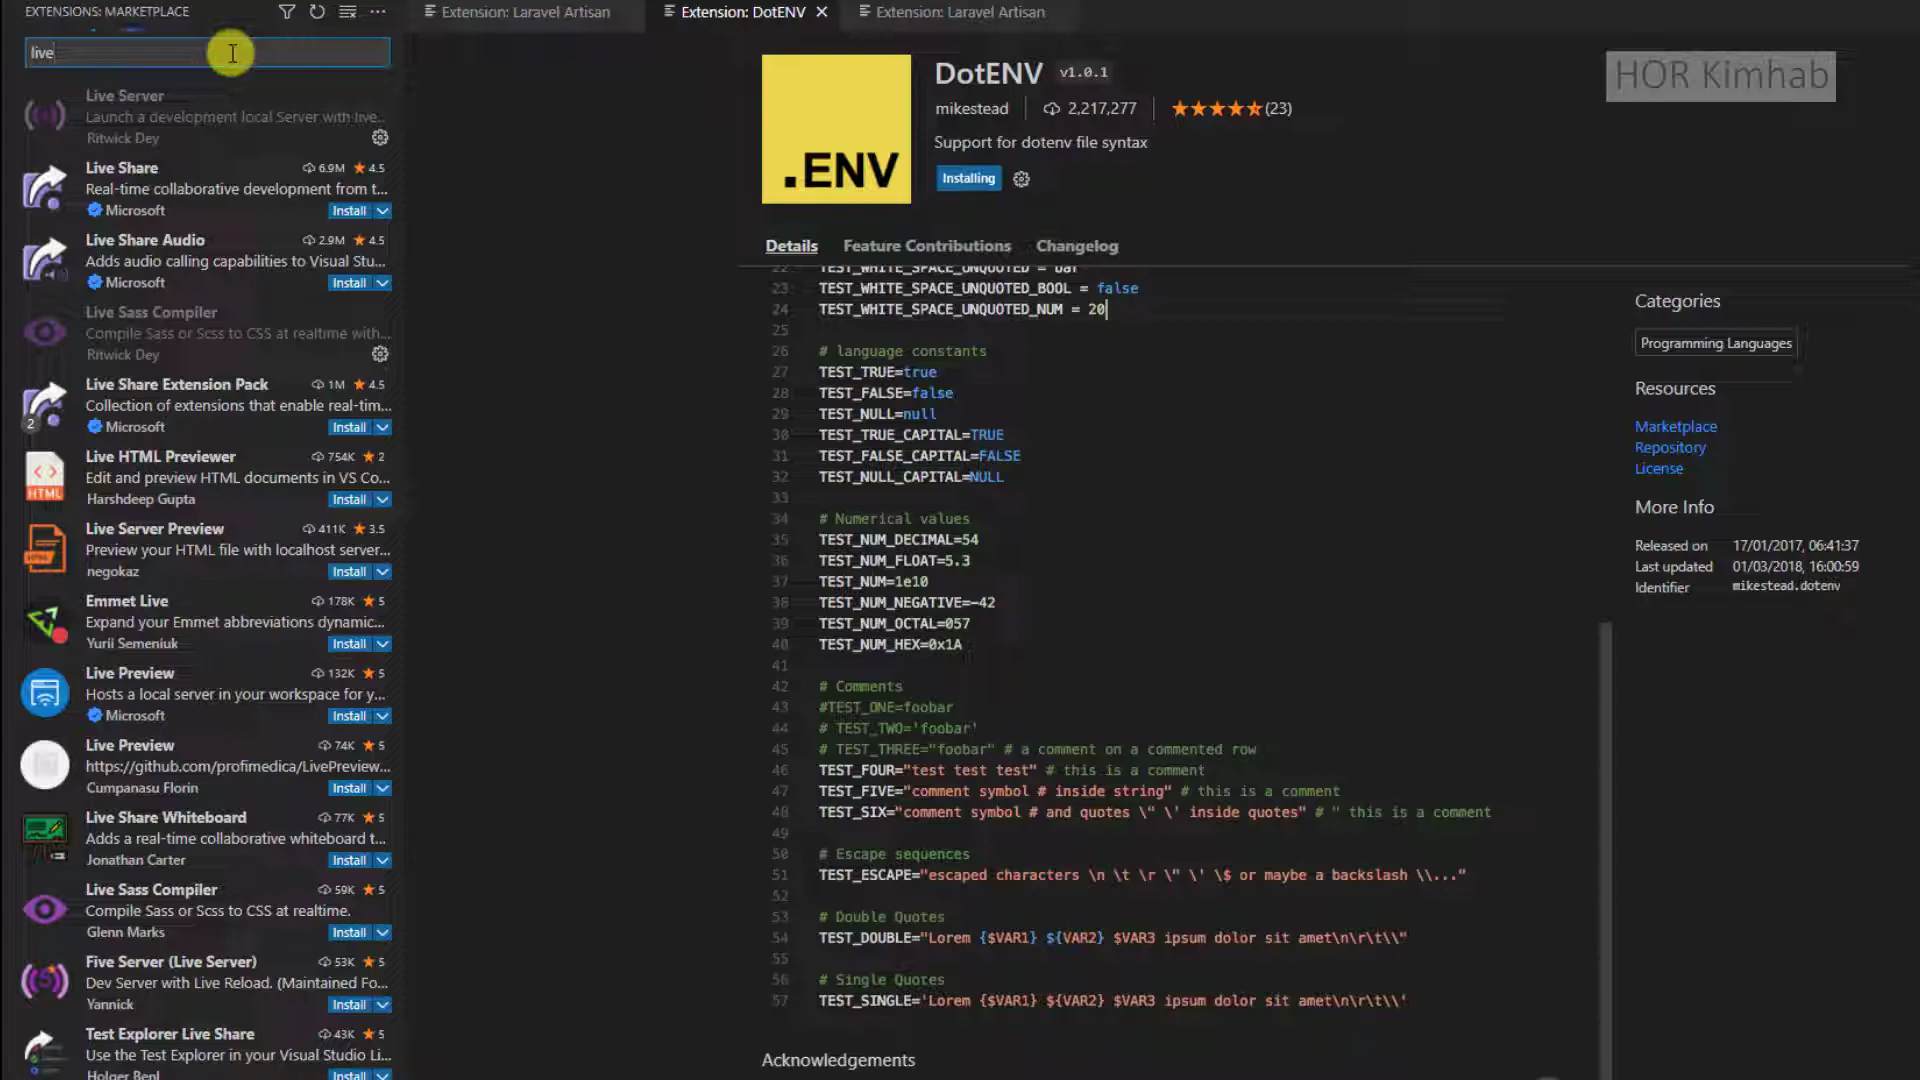 EXTENSIONS: MARKETPLACE
Extension: Laravel Artisan
Extension: DotENV
Extension: Laravel Artisan
live
Live Server
Launch a development local Server with live...
Ritwick Dey
Live Share 6.9M 4.5
Real-time collaborative development from t...
Microsoft Install
Live Share Audio 2.9M 4.5
Adds audio calling capabilities to Visual Stu...
Microsoft Install
Live Sass Compiler
Compile Sass or Scss to CSS at realtime with...
Ritwick Dey
Live Share Extension Pack 1M 4.5
Collection of extensions that enable real-tim...
2 Microsoft Install
Live HTML Previewer 754K 2
Edit and preview HTML documents in VS Co...
HTML
Harshdeep Gupta Install
Live Server Preview 411K 3.5
Preview your HTML file with localhost server...
negokaz Install
Emmet Live 178K 5
Expand your Emmet abbreviations dynamic...
Yurii Semeniuk Install
Live Preview 132K 5
Hosts a local server in your workspace for y...
Microsoft Install
Live Preview 74K 5
https://github.com/profimedica/LivePreview...
Cumpanasu Florin Install
Live Share Whiteboard 77K 5
Adds a real-time collaborative whiteboard t...
Jonathan Carter Install
Live Sass Compiler 59K 5
Compile Sass or Scss to CSS at realtime.
Glenn Marks Install
Five Server (Live Server) 53K 5
Dev Server with Live Reload. (Maintained Fo...
Yannick Install
Test Explorer Live Share 43K 5
Use the Test Explorer in your Visual Studio Li...
Holger Benl Install
.ENV
DotENV v1.0.1
mikestead 2,217,277 (23)
Support for dotenv file syntax
Installing
HOR Kimhab
Details Feature Contributions Changelog
22 TEST_WHITE_SPACE_UNQUOTED = bar
23 TEST_WHITE_SPACE_UNQUOTED_BOOL = false
24 TEST_WHITE_SPACE_UNQUOTED_NUM = 20
25
26 # language constants
27 TEST_TRUE=true
28 TEST_FALSE=false
29 TEST_NULL=null
30 TEST_TRUE_CAPITAL=TRUE
31 TEST_FALSE_CAPITAL=FALSE
32 TEST_NULL_CAPITAL=NULL
33
34 # Numerical values
35 TEST_NUM_DECIMAL=54
36 TEST_NUM_FLOAT=5.3
37 TEST_NUM=1e10
38 TEST_NUM_NEGATIVE=-42
39 TEST_NUM_OCTAL=057
40 TEST_NUM_HEX=0x1A
41
42 # Comments
43 #TEST_ONE=foobar
44 # TEST_TWO='foobar'
45 # TEST_THREE="foobar" # a comment on a commented row
46 TEST_FOUR="test test test" # this is a comment
47 TEST_FIVE="comment symbol # inside string" # this is a comment
48 TEST_SIX="comment symbol # and quotes \" \' inside quotes" # " this is a comment
49
50 # Escape sequences
51 TEST_ESCAPE="escaped characters \n \t \r \" \' \$ or maybe a backslash \\..."
52
53 # Double Quotes
54 TEST_DOUBLE="Lorem {$VAR1} ${VAR2} $VAR3 ipsum dolor sit amet\n\r\t\\"
55
56 # Single Quotes
57 TEST_SINGLE='Lorem {$VAR1} ${VAR2} $VAR3 ipsum dolor sit amet\n\r\t\\'
Acknowledgements
Categories
Programming Languages
Resources
Marketplace
Repository
License
More Info
Released on 17/01/2017, 06:41:37
Last updated 01/03/2018, 16:00:59
Identifier mikestead.dotenv